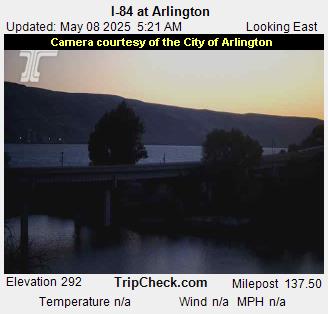 I-84 at Arlington
Updated: May 08 2025 5:21 AM Looking East
Camera courtesy of the City of Arlington
Elevation 292 TripCheck.com Milepost 137.50
Temperature n/a Wind n/a MPH n/a